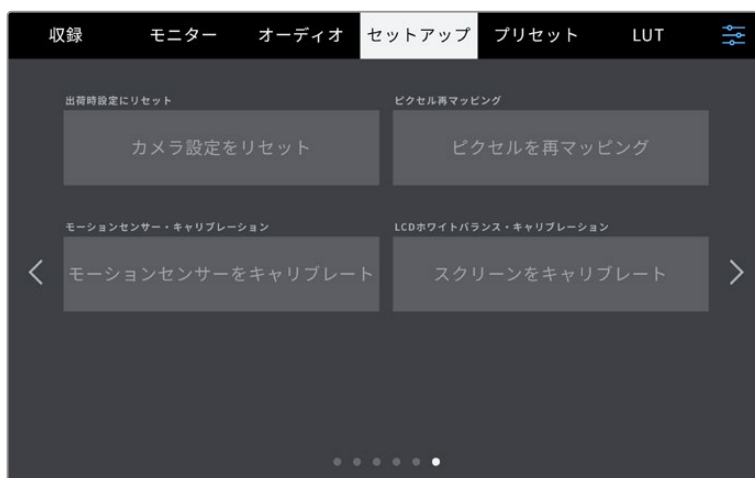 収録 モニター オーディオ セットアップ プリセット LUT
出荷時設定にリセット ピクセル再マッピング
カメラ設定をリセット ピクセルを再マッピング
モーションセンサー・キャリブレーション LCDホワイトバランス・キャリブレーション
モーションセンサーをキャリブレート スクリーンをキャリブレート